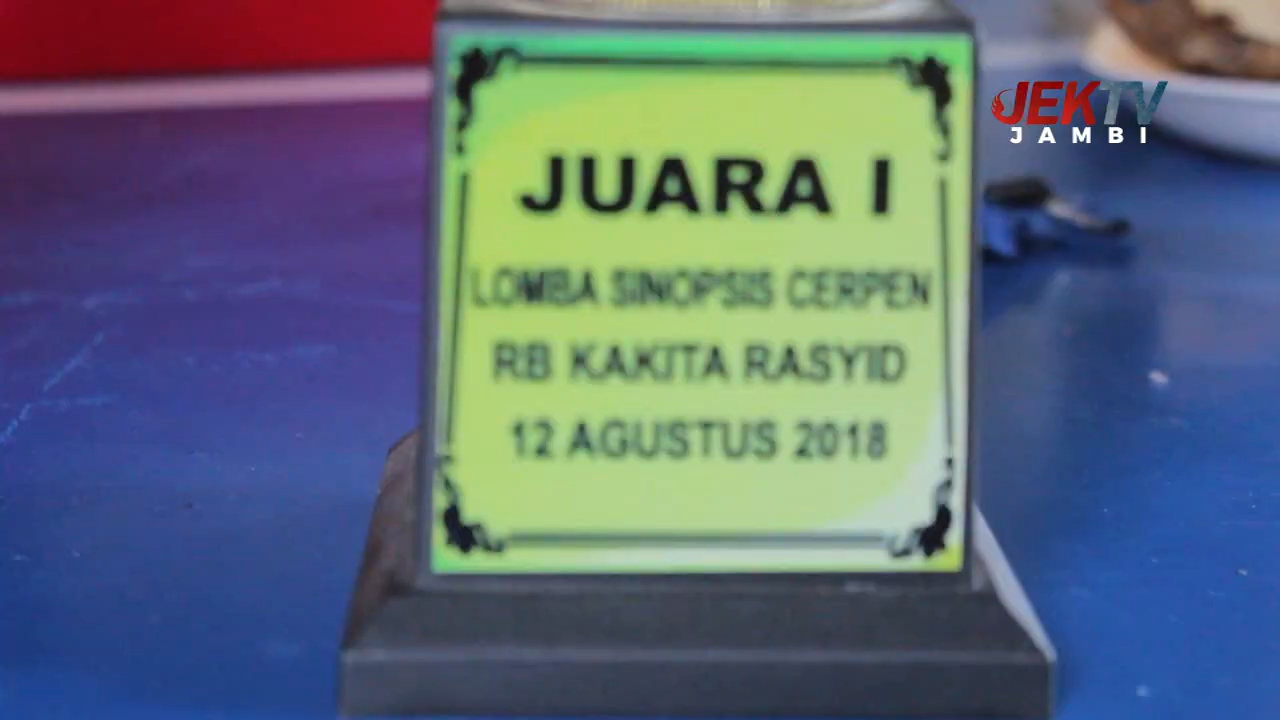 JEKTV
JAMBI
JUARA I
LOMBA SINOPSIS CERPEN
RB KAKITA RASYID
12 AGUSTUS 2018